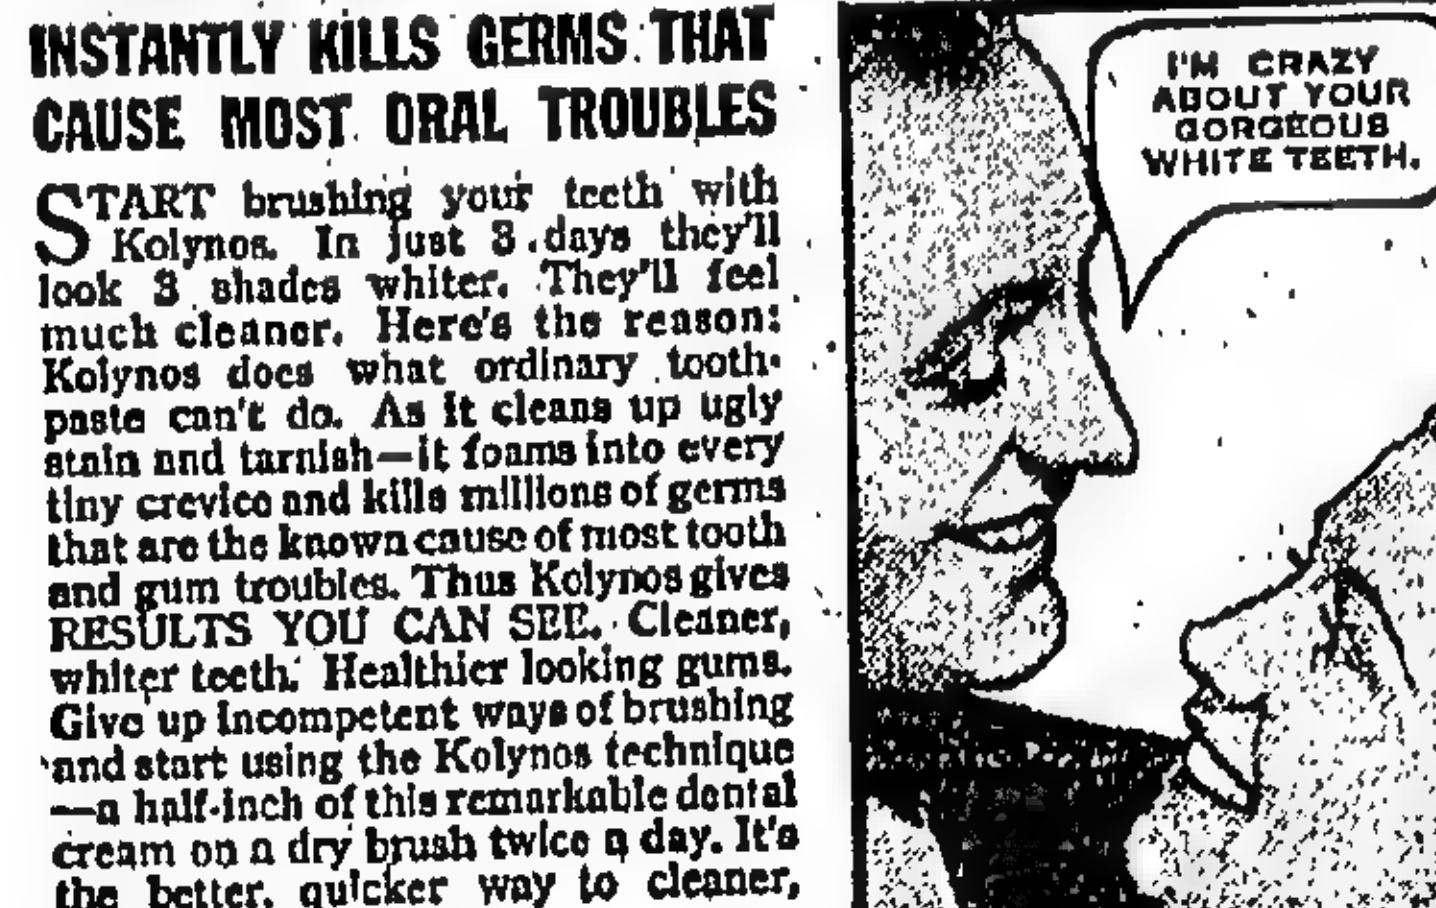 INSTANTLY KILLS GERMS THAT
CAUSE MOST ORAL TROUBLES
START brushing your teeth with
Kolynos. In just 3 days they'll
look 3 shades whiter. They'll feel
much cleaner. Here's the reason:
Kolynos does what ordinary tooth-
paste can't do. As it cleans up ugly
stain and tarnish—it foams into every
tiny crevice and kills millions of germs
that are the known cause of most tooth
and gum troubles. Thus Kolynos gives
RESULTS YOU CAN SEE. Cleaner,
whiter teeth. Healthier looking gums.
Give up incompetent ways of brushing
and start using the Kolynos technique
—a half-inch of this remarkable dental
cream on a dry brush twice a day. It's
the better, quicker way to cleaner,
I'M CRAZY
ABOUT YOUR
GORGEOUS
WHITE TEETH.